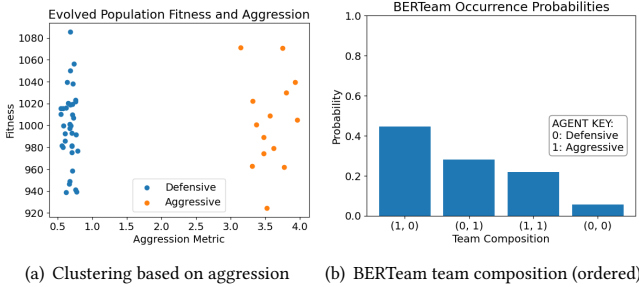 Evolved Population Fitness and Aggression
Fitness
1080
1060
1040
1020
1000
980
960
940
920
Defensive
Aggressive
0.5 1.0 1.5 2.0 2.5 3.0 3.5 4.0
Aggression Metric
(a) Clustering based on aggression
BERTeam Occurrence Probabilities
Probability
1.0
0.8
0.6
0.4
0.2
0.0
AGENT KEY:
0: Defensive
1: Aggressive
(1, 0) (0, 1) (1, 1) (0, 0)
Team Composition
(b) BERTeam team composition (ordered)